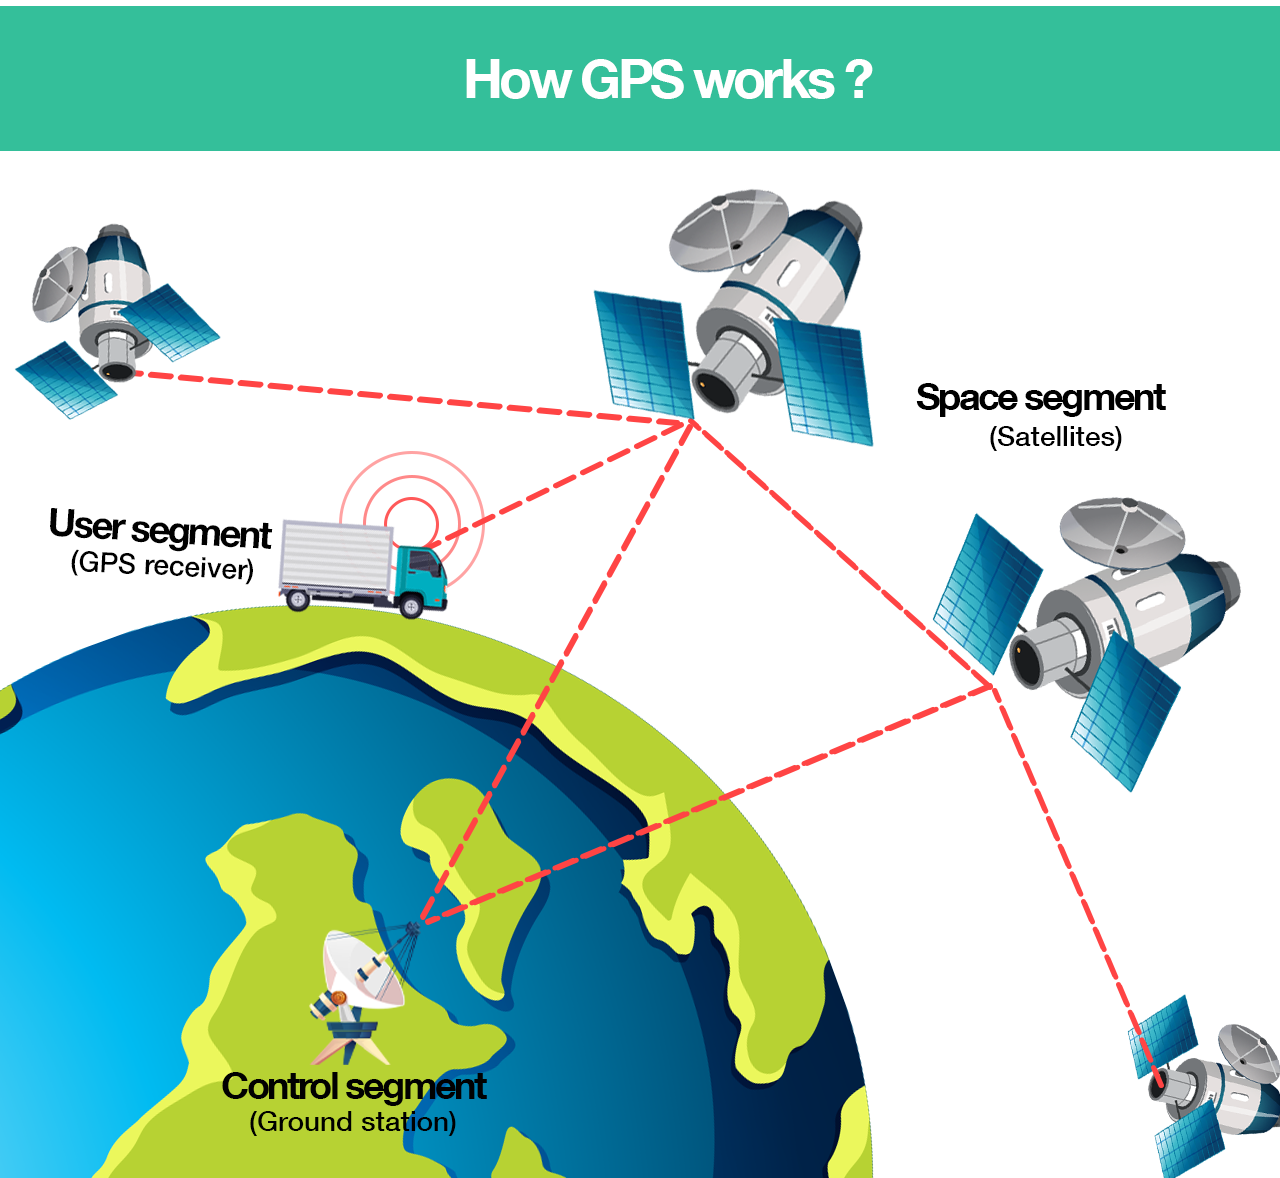 How GPS works ?
Space segment
(Satellites)
User segment
(GPS receiver)
Control segment
(Ground station)